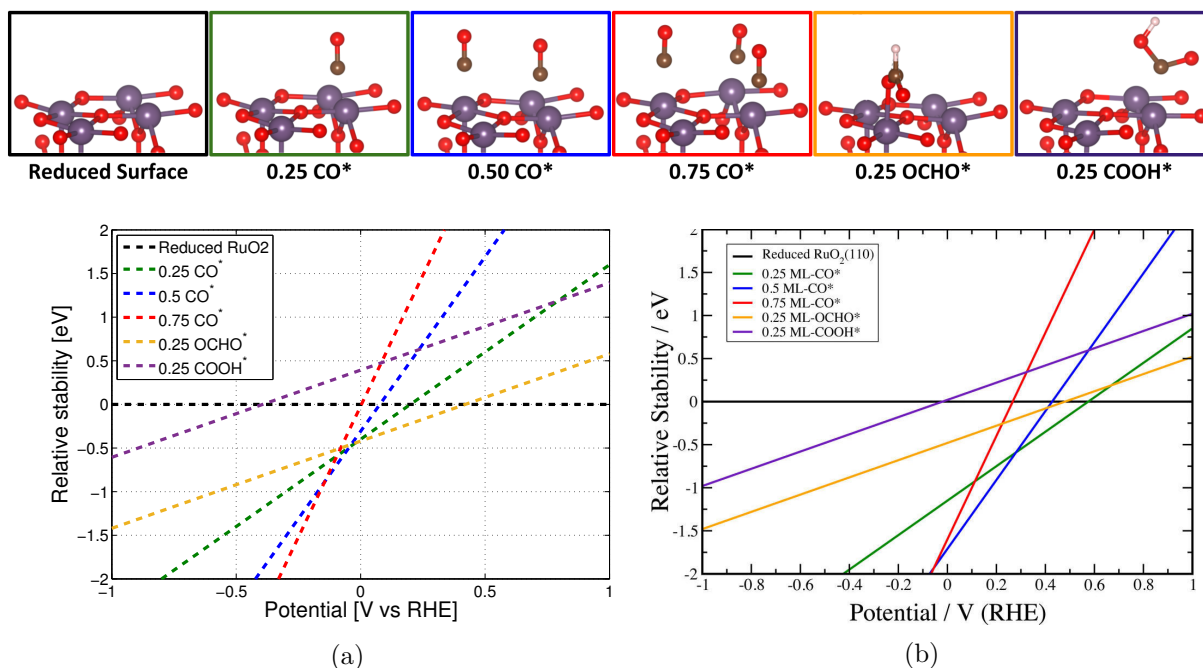 Reduced Surface 0.25 CO* 0.50 CO* 0.75 CO* 0.25 OCHO* 0.25 COOH*
Relative stability [eV]
2
1.5
1
0.5
0
−0.5
−1
−1.5
−2
Reduced RuO2
0.25 CO*
0.5 CO*
0.75 CO*
0.25 OCHO*
0.25 COOH*
−1 −0.5 0 0.5 1
Potential [V vs RHE]
(a)
Relative Stability / eV
2
1.5
1
0.5
0
-0.5
-1
-1.5
-2
Reduced RuO₂(110)
0.25 ML-CO*
0.5 ML-CO*
0.75 ML-CO*
0.25 ML-OCHO*
0.25 ML-COOH*
-1 -0.8 -0.6 -0.4 -0.2 0 0.2 0.4 0.6 0.8 1
Potential / V (RHE)
(b)